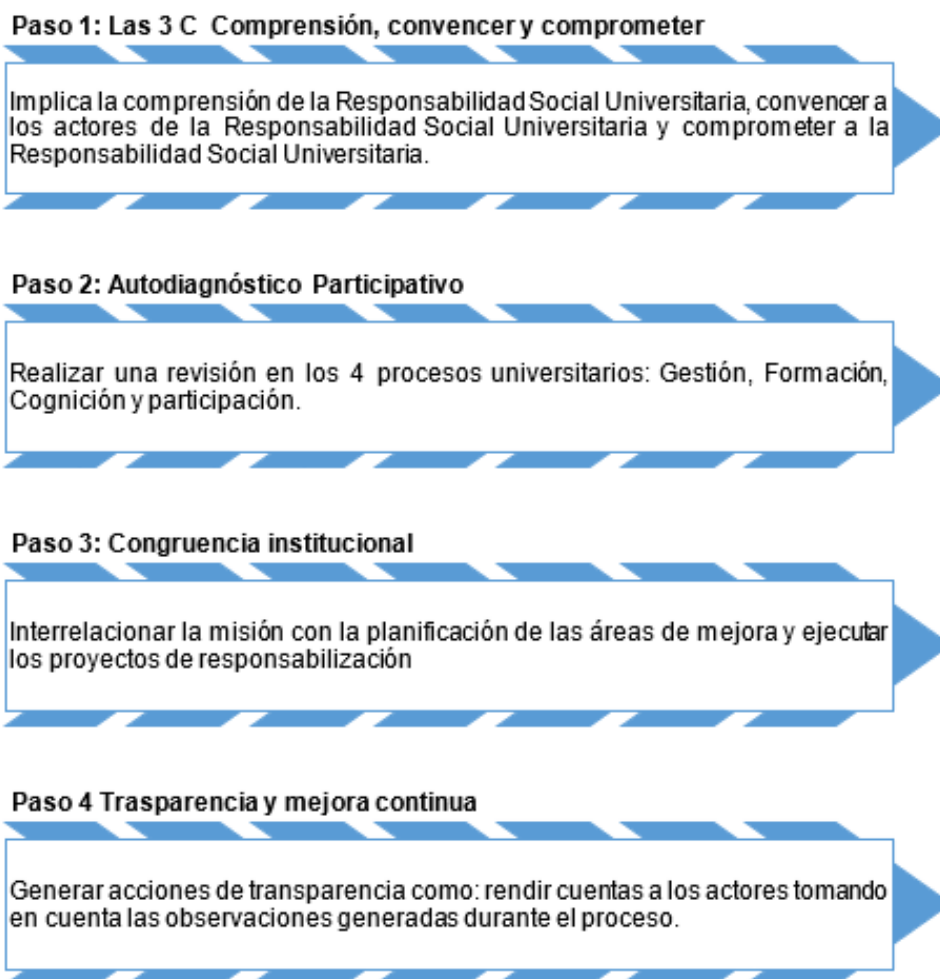 Paso 1: Las 3 C Comprensión, convencer y comprometer
Implica la comprensión de la Responsabilidad Social Universitaria, convencer a
los actores de la Responsabilidad Social Universitaria y comprometer a la
Responsabilidad Social Universitaria.
Paso 2: Autodiagnóstico Participativo
Realizar una revisión en los 4 procesos universitarios: Gestión, Formación,
Cognición y participación.
Paso 3: Congruencia institucional
Interrelacionar la misión con la planificación de las áreas de mejora y ejecutar
los proyectos de responsabilización
Paso 4 Trasparencia y mejora continua
Generar acciones de transparencia como: rendir cuentas a los actores tomando
en cuenta las observaciones generadas durante el proceso.